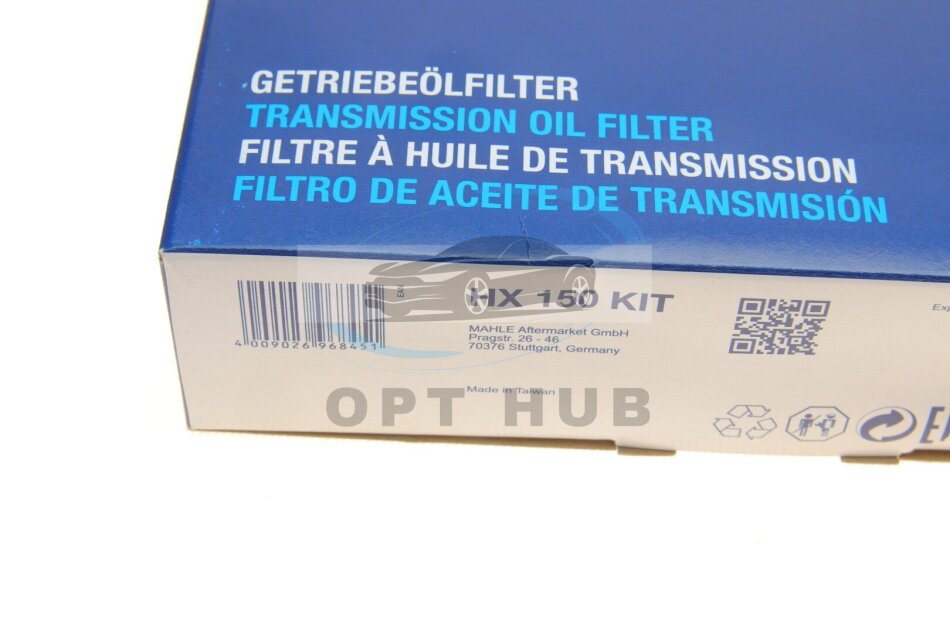 GETRIEBEÖLFILTER
TRANSMISSION OIL FILTER
FILTRE À HUILE DE TRANSMISSION
FILTRO DE ACEITE DE TRANSMISIÓN
EAN
HX 150 KIT
MAHLE Aftermarket GmbH
Pragstr. 26 - 46
70376 Stuttgart, Germany
4 009026 968451
Made in Taiwan
OPT HUB